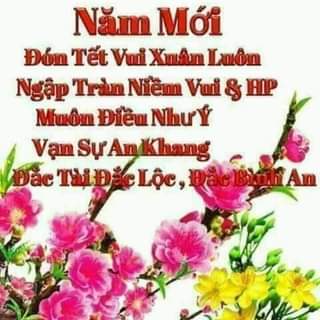 Năm Mới
Đón Tết Vui Xuân Luôn
Ngập Tràn Niềm Vui & HP
Muôn Điều Như Ý
Vạn Sự An Khang
Đắc Tài Đắc Lộc , Đắc Bình An